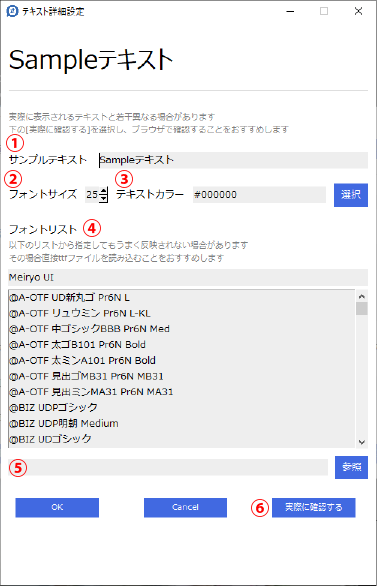 テキスト詳細設定
Sampleテキスト
実際に表示されるテキストと若干異なる場合があります
下の[実際に確認する]を選択し、ブラウザで確認することをおすすめします
①
サンプルテキスト Sampleテキスト
② ③
フォントサイズ 25 テキストカラー #000000 選択
フォントリスト ④
以下のリストから指定してもうまく反映されない場合があります
その場合直接ttfファイルを読み込むことをおすすめします
Meiryo UI
@A-OTF UD新丸ゴ Pr6N L
@A-OTF リュウミン Pr6N L-KL
@A-OTF 中ゴシックBBB Pr6N Med
@A-OTF 太ゴB101 Pr6N Bold
@A-OTF 太ミンA101 Pr6N Bold
@A-OTF 見出ゴMB31 Pr6N MB31
@A-OTF 見出ミンMA31 Pr6N MA31
@BIZ UDPゴシック
@BIZ UDP明朝 Medium
@BIZ UDゴシック
⑤ 参照
OK Cancel ⑥ 実際に確認する